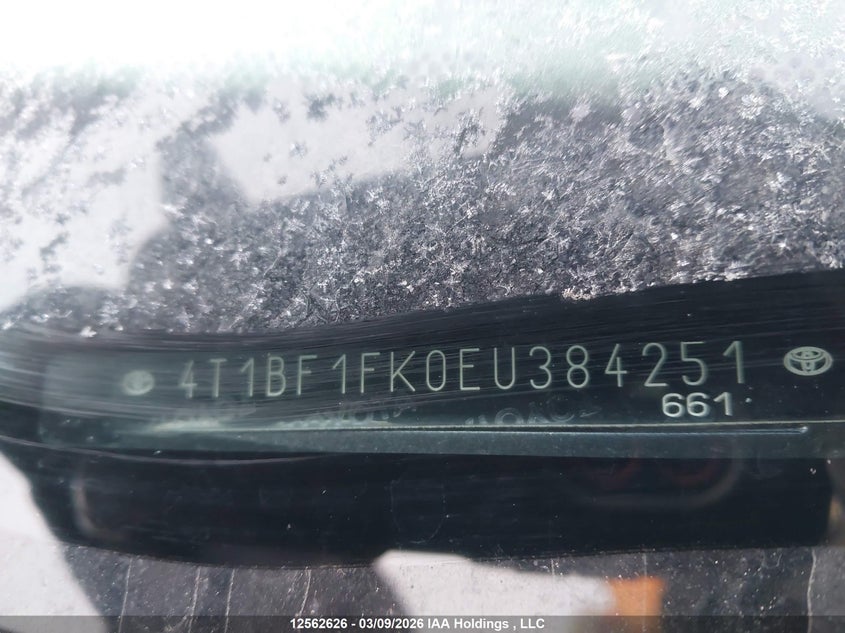 4T1BF1FK0EU384251
661
12562626 - 03/09/2026 IAA Holdings , LLC